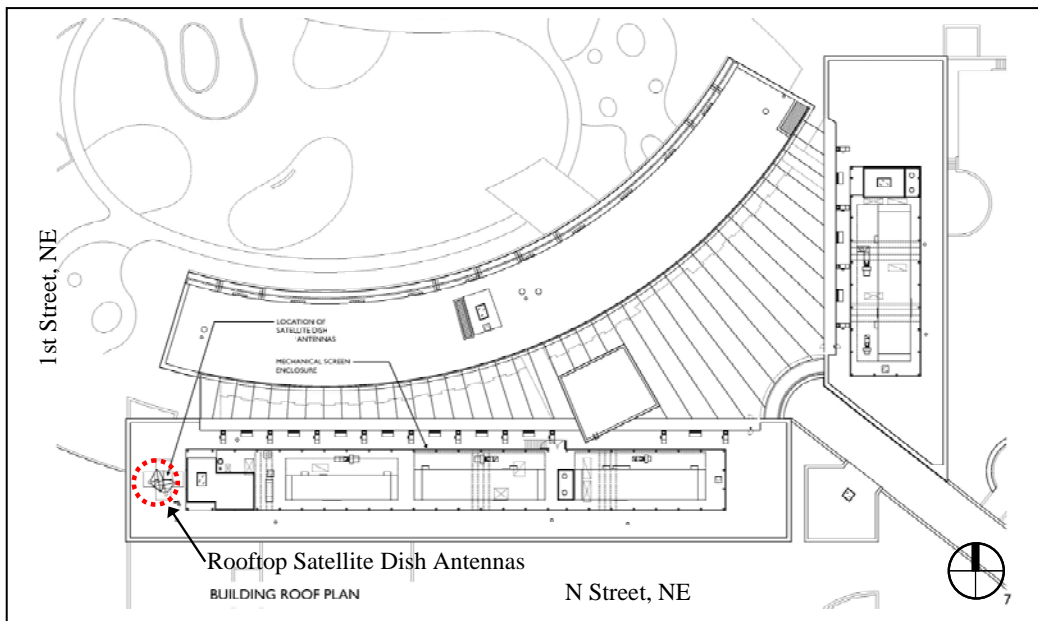 1st Street, NE
LOCATION OF
SATELLITE DISH
ANTENNAS
MECHANICAL SCREEN
ENCLOSURE
Rooftop Satellite Dish Antennas
BUILDING ROOF PLAN
N Street, NE
7